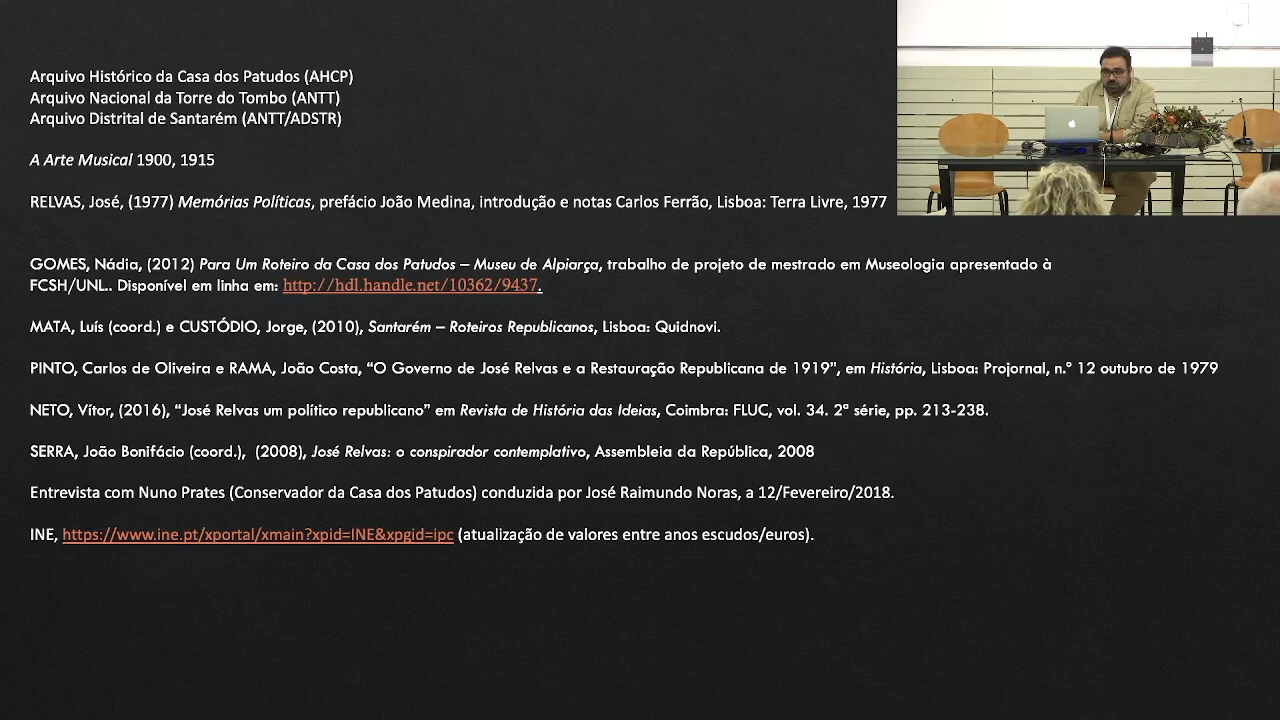 Arquivo Histórico da Casa dos Patudos (AHCP)
Arquivo Nacional da Torre do Tombo (ANTT)
Arquivo Distrital de Santarém (ANTT/ADSTR)
A Arte Musical 1900, 1915
RELVAS, José, (1977) Memórias Políticas, prefácio João Medina, introdução e notas Carlos Ferrão, Lisboa: Terra Livre, 1977
GOMES, Nádia, (2012) Para Um Roteiro da Casa dos Patudos – Museu de Alpiarça, trabalho de projeto de mestrado em Museologia apresentado à
FCSH/UNL.. Disponível em linha em: http://hdl.handle.net/10362/9437.
MATA, Luís (coord.) e CUSTÓDIO, Jorge, (2010), Santarém – Roteiros Republicanos, Lisboa: Quidnovi.
PINTO, Carlos de Oliveira e RAMA, João Costa, “O Governo de José Relvas e a Restauração Republicana de 1919”, em História, Lisboa: Projornal, n.º 12 outubro de 1979
NETO, Vítor, (2016), “José Relvas um político republicano” em Revista de História das Ideias, Coimbra: FLUC, vol. 34. 2ª série, pp. 213-238.
SERRA, João Bonifácio (coord.),  (2008), José Relvas: o conspirador contemplativo, Assembleia da República, 2008
Entrevista com Nuno Prates (Conservador da Casa dos Patudos) conduzida por José Raimundo Noras, a 12/Fevereiro/2018.
INE, https://www.ine.pt/xportal/xmain?xpid=INE&xpgid=ipc (atualização de valores entre anos escudos/euros).